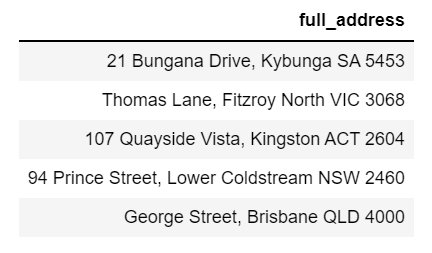 full_address
21 Bungana Drive, Kybunga SA 5453
Thomas Lane, Fitzroy North VIC 3068
107 Quayside Vista, Kingston ACT 2604
94 Prince Street, Lower Coldstream NSW 2460
George Street, Brisbane QLD 4000